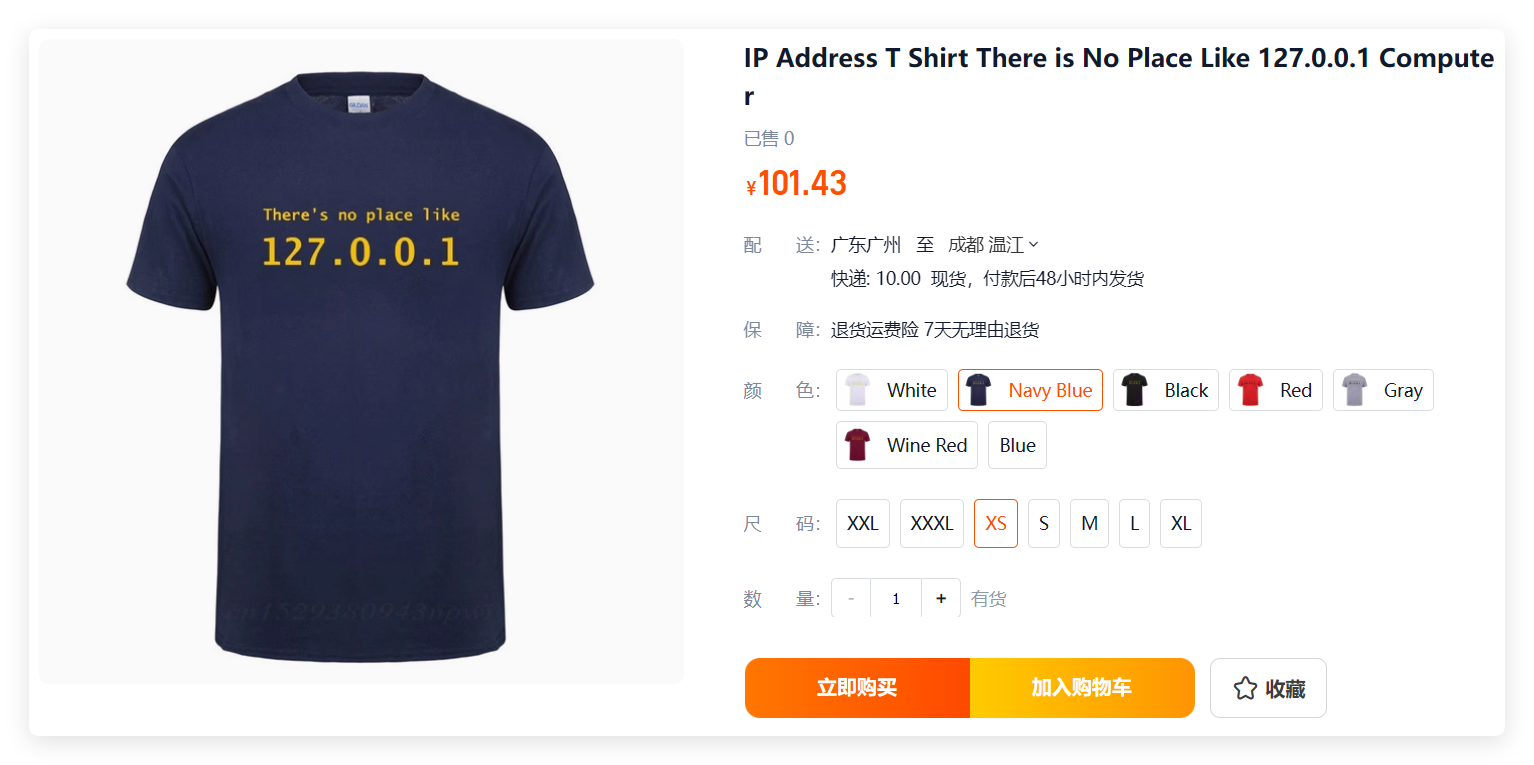 IP Address T Shirt There is No Place Like 127.0.0.1 Compute
r
已售 0
¥101.43
There's no place like
127.0.0.1
配 送： 广东广州 至 成都 温江
快递: 10.00 现货，付款后48小时内发货
保 障： 退货运费险 7天无理由退货
颜 色： White Navy Blue Black Red Gray
Wine Red Blue
尺 码： XXL XXXL XS S M L XL
数 量： - 1 + 有货
立即购买 加入购物车 收藏